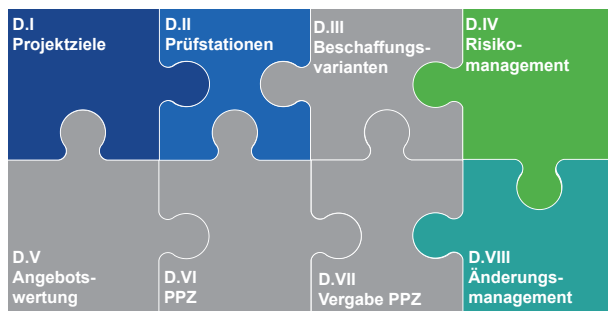 D.I
Projektziele
D.II
Prüfstationen
D.III
Beschaffungs-
varianten
D.IV
Risiko-
management
D.V
Angebots-
wertung
D.VI
PPZ
D.VII
Vergabe PPZ
D.VIII
Änderungs-
management